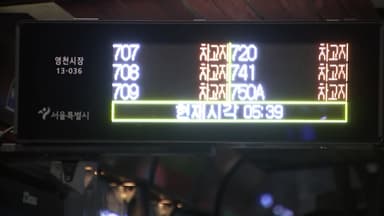 영천시장
13-036
서울특별시
707 차고지 720 차고지
708 차고지 741 차고지
709 차고지 750A 차고지
현재시각 05:39